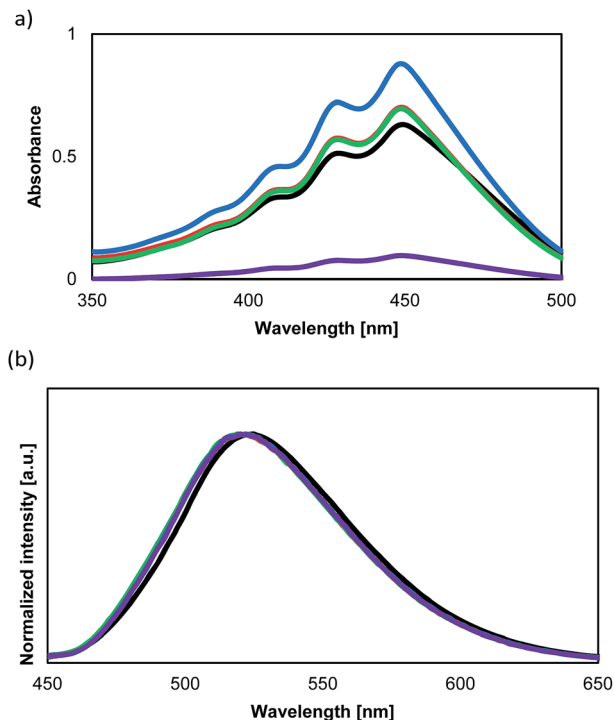 a)
1
0.5
0
Absorbance
350 400 450 500
Wavelength [nm]
(b)
Normalized intensity [a.u.]
450 500 550 600 650
Wavelength [nm]